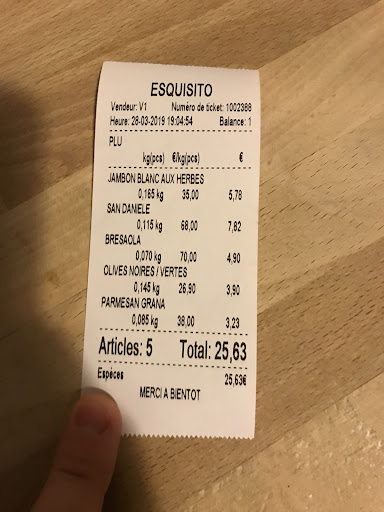 ESQUISITO
Vendeur: V1 Numéro de ticket: 1002388
Heure: 28-03-2019 19:04:54 Balance: 1
PLU
kg(pcs) €/kg(pcs) €
JAMBON BLANC AUX HERBES
0,165 kg 35,00 5,78
SAN DANIELE
0,115 kg 68,00 7,82
BRESAOLA
0,070 kg 70,00 4,90
OLIVES NOIRES / VERTES
0,145 kg 26,90 3,90
PARMESAN GRANA
0,085 kg 38,00 3,23
Articles: 5 Total: 25,63
Espéces 25,63€
MERCI A BIENTOT